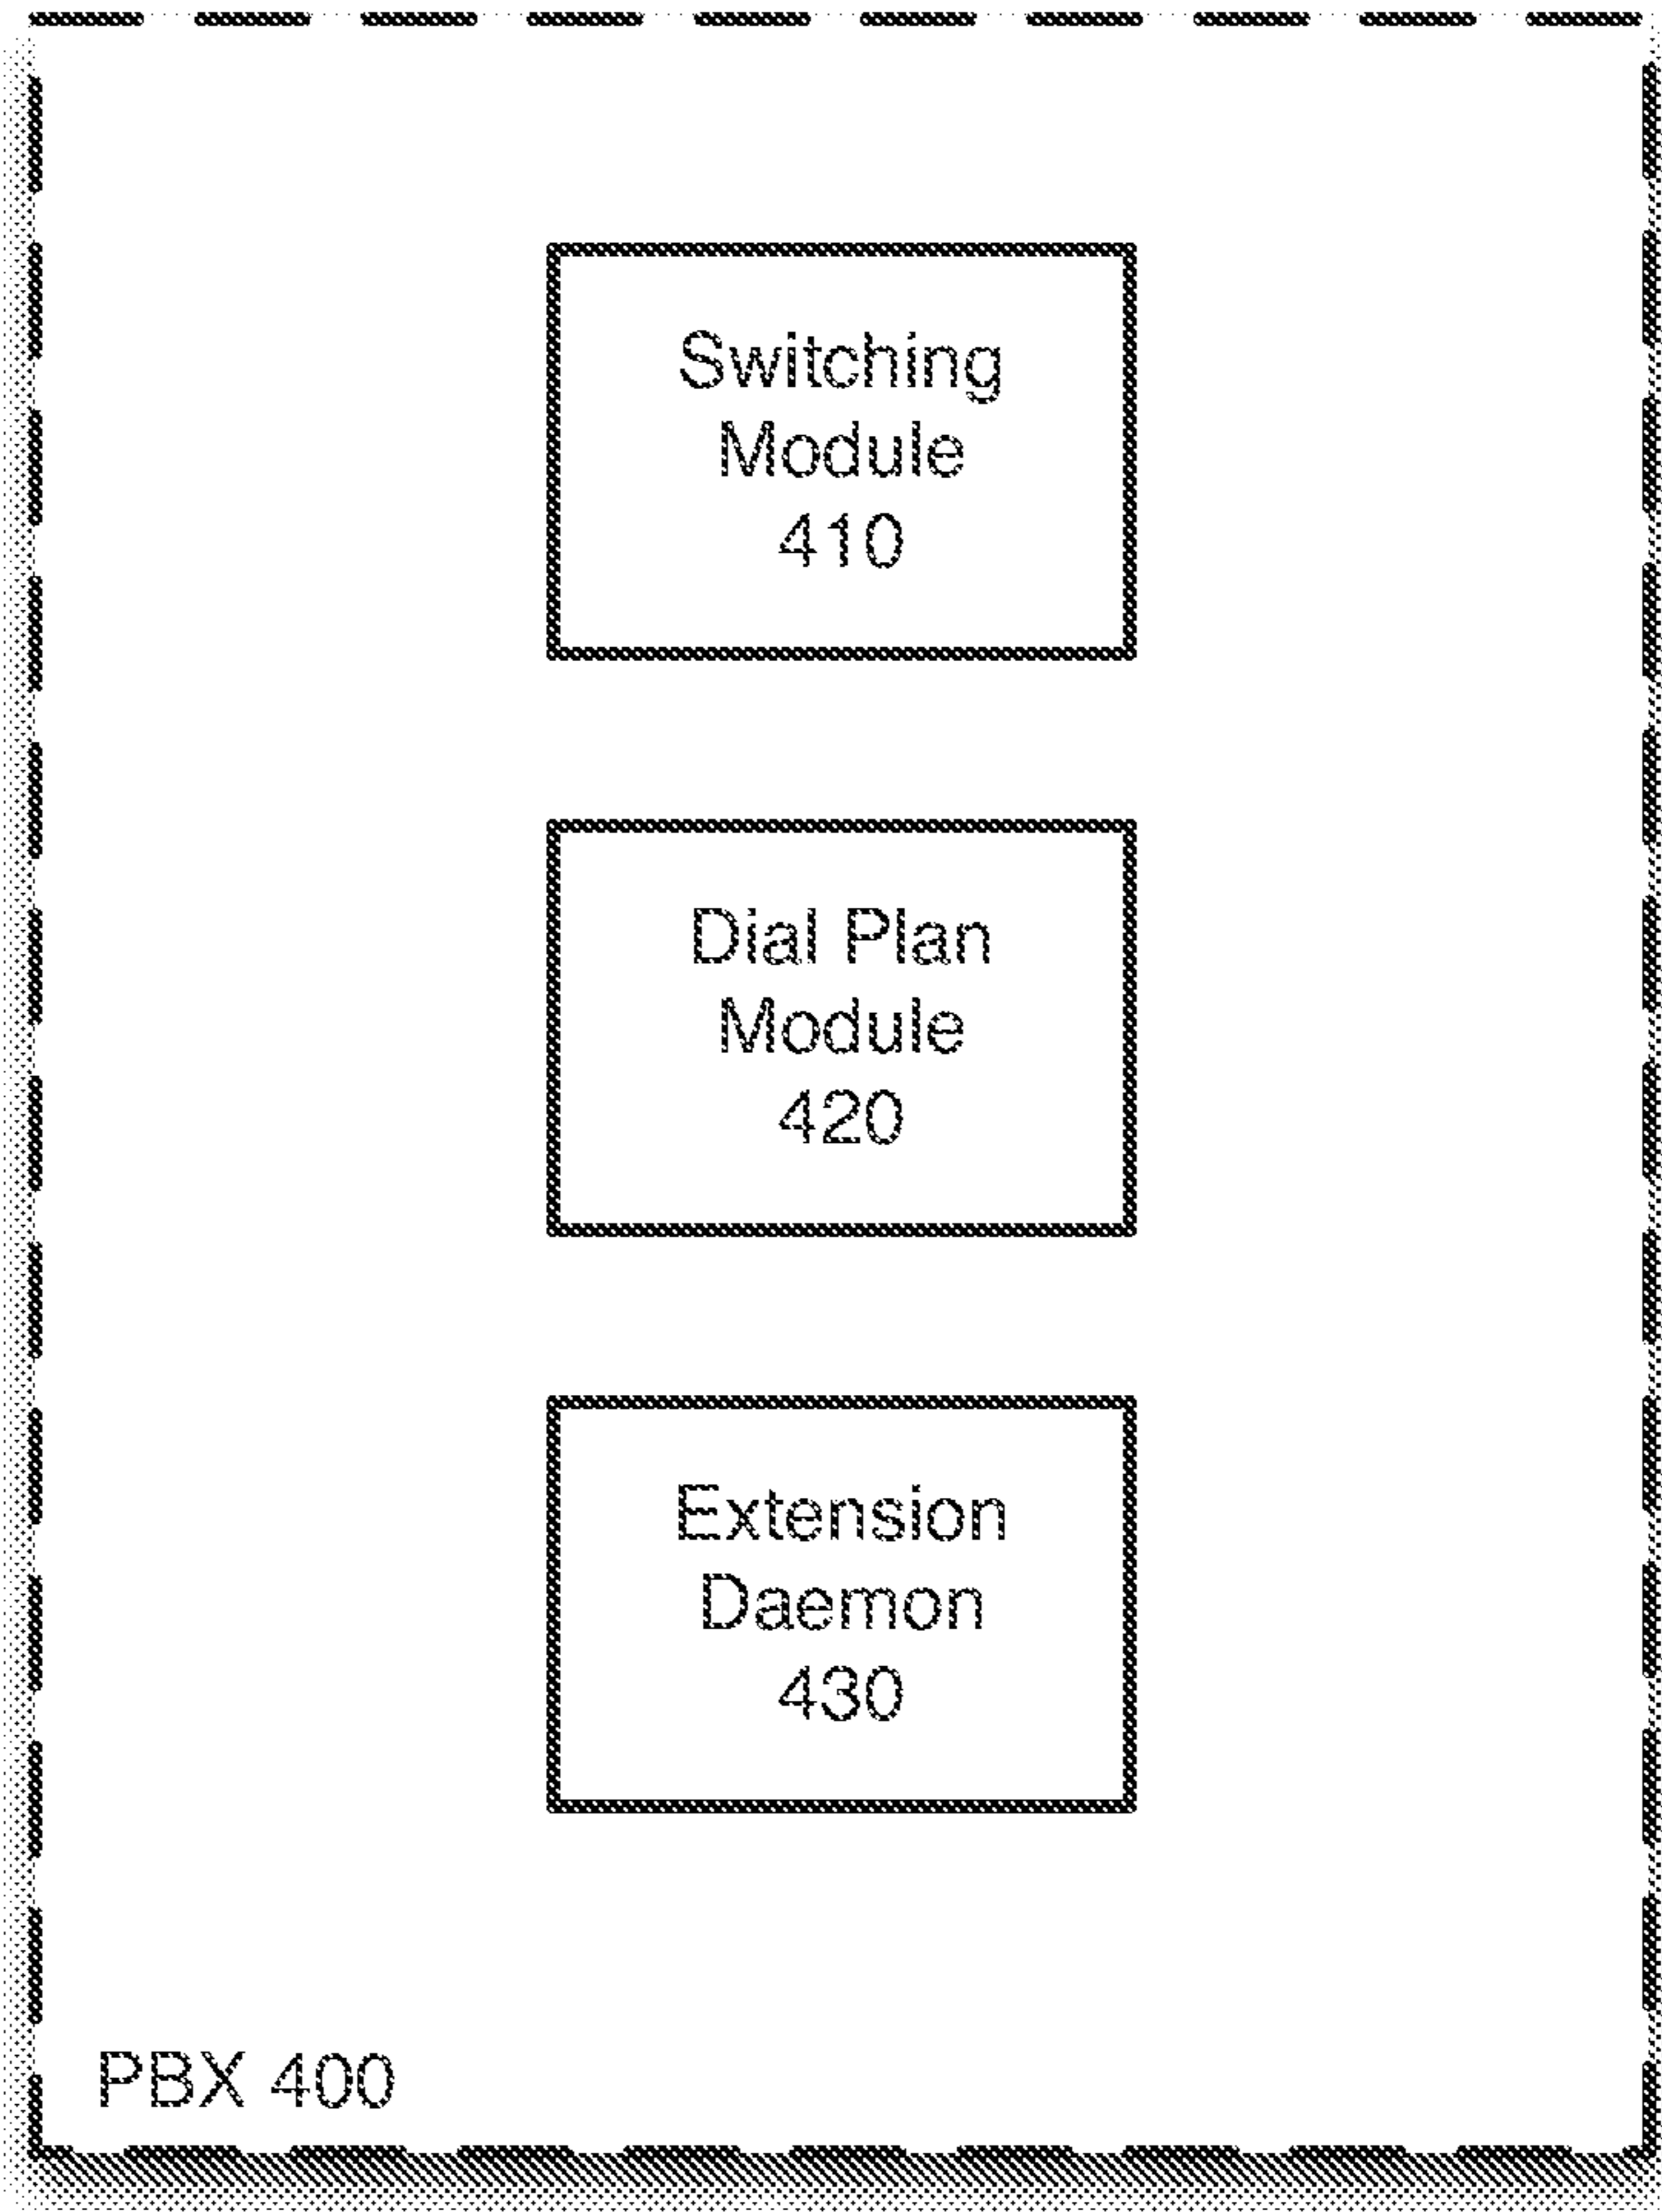 Switching
Module
410
Dial Plan
Module
420
Extension
Daemon
430
PBX 400